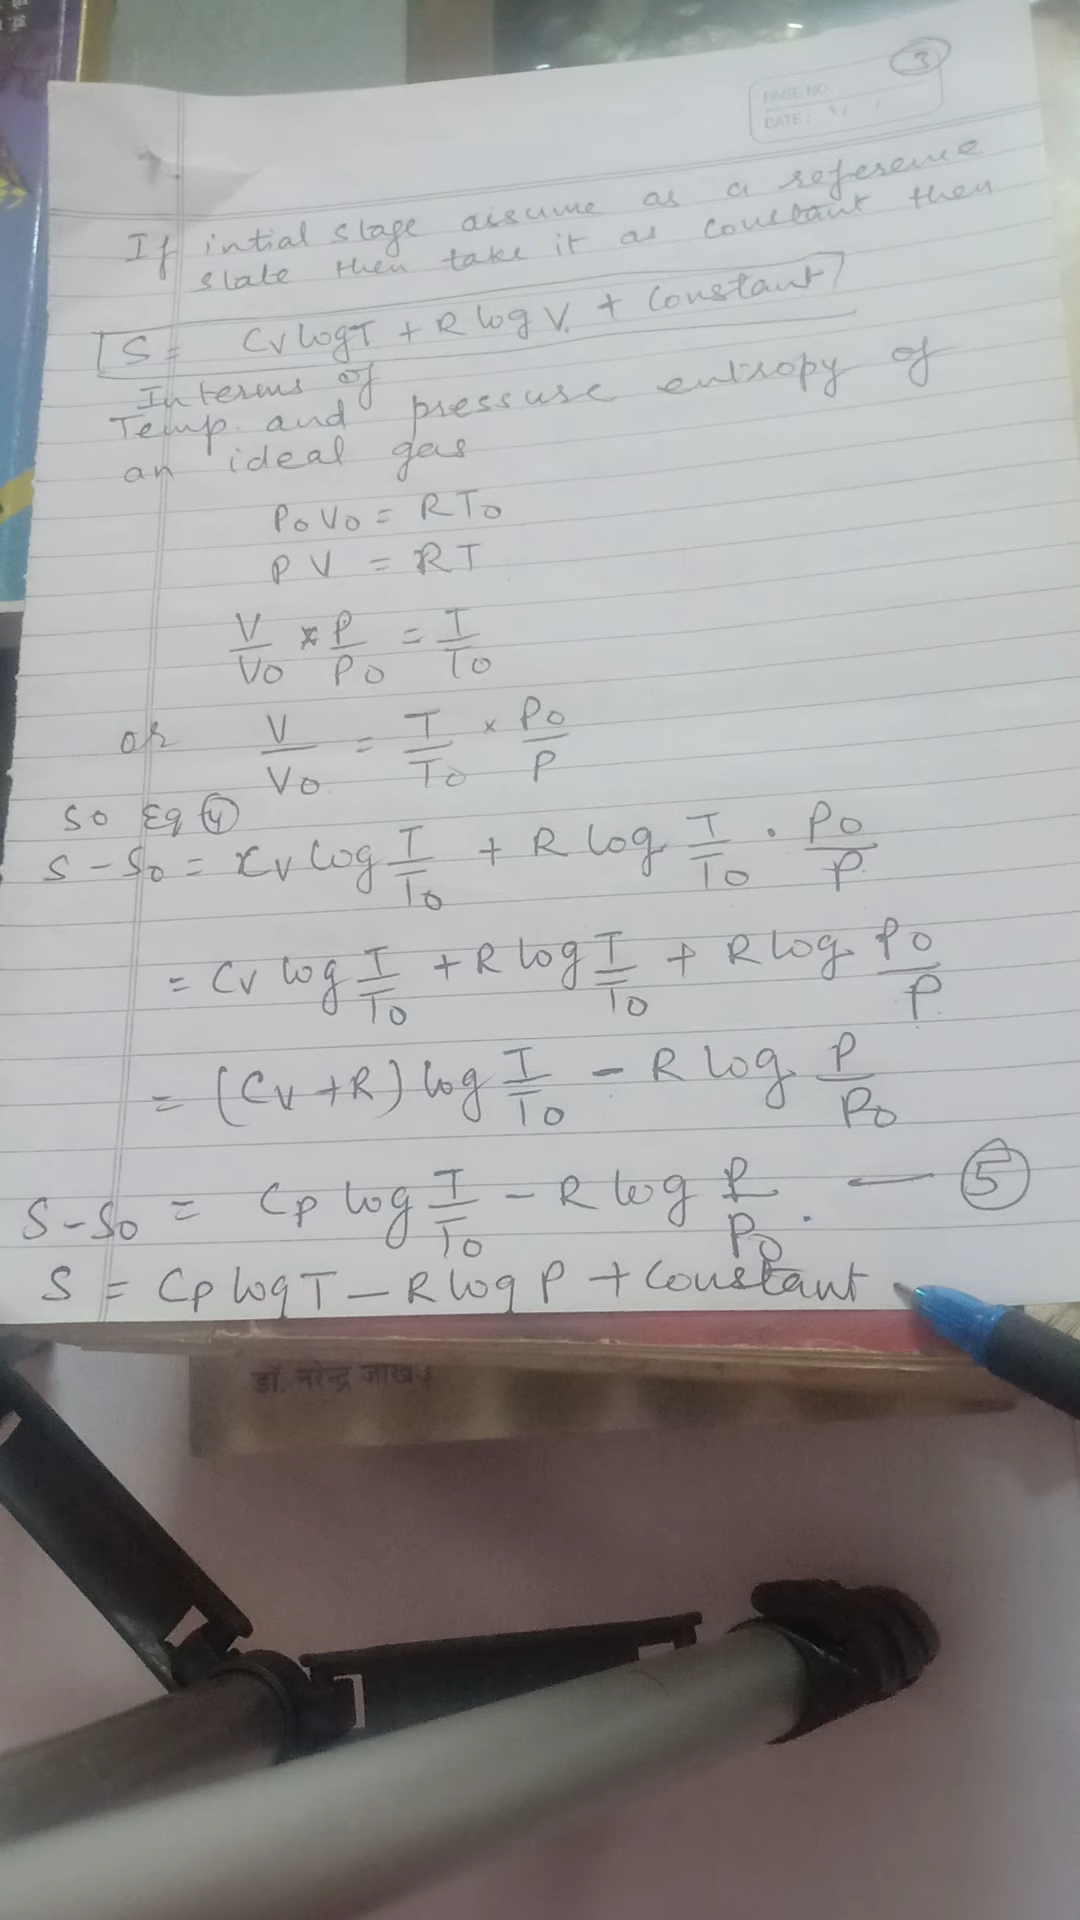 3
PAGE NO.:
DATE: / /
If intial stage assume as a reference
state then take it as constant then
S = Cv log T + R log V + Constant
Interms of
Temp. and pressure entropy of
an ideal gas
P0 V0 = RT0
P V = RT
V/V0 × P/P0 = T/T0
or V/V0 = T/T0 × P0/P
so Eq (4)
S - S0 = Cv log T/T0 + R log T/T0 . P0/P
= Cv log T/T0 + R log T/T0 + R log P0/P
= (Cv + R) log T/T0 - R log P/P0
S - S0 = Cp log T/T0 - R log P/P0 . — (5)
S = Cp log T - R log P + Constant
डॉ. नरेन्द्र जाखड़